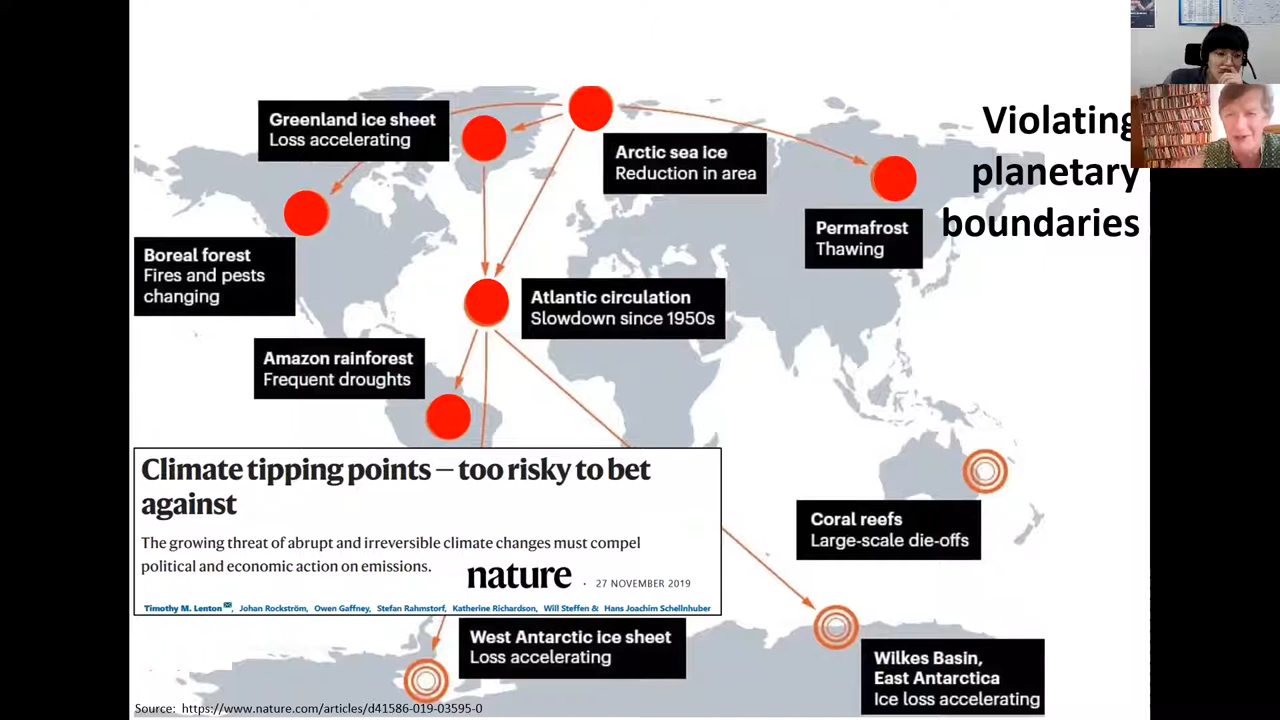 Violating
planetary
boundaries
Greenland ice sheet
Loss accelerating
Arctic sea ice
Reduction in area
Permafrost
Thawing
Boreal forest
Fires and pests
changing
Atlantic circulation
Slowdown since 1950s
Amazon rainforest
Frequent droughts
Climate tipping points — too risky to bet
against
The growing threat of abrupt and irreversible climate changes must compel
political and economic action on emissions.
nature · 27 NOVEMBER 2019
Timothy M. Lenton, Johan Rockström, Owen Gaffney, Stefan Rahmstorf, Katherine Richardson, Will Steffen & Hans Joachim Schellnhuber
Coral reefs
Large-scale die-offs
West Antarctic ice sheet
Loss accelerating
Wilkes Basin,
East Antarctica
Ice loss accelerating
Source: https://www.nature.com/articles/d41586-019-03595-0